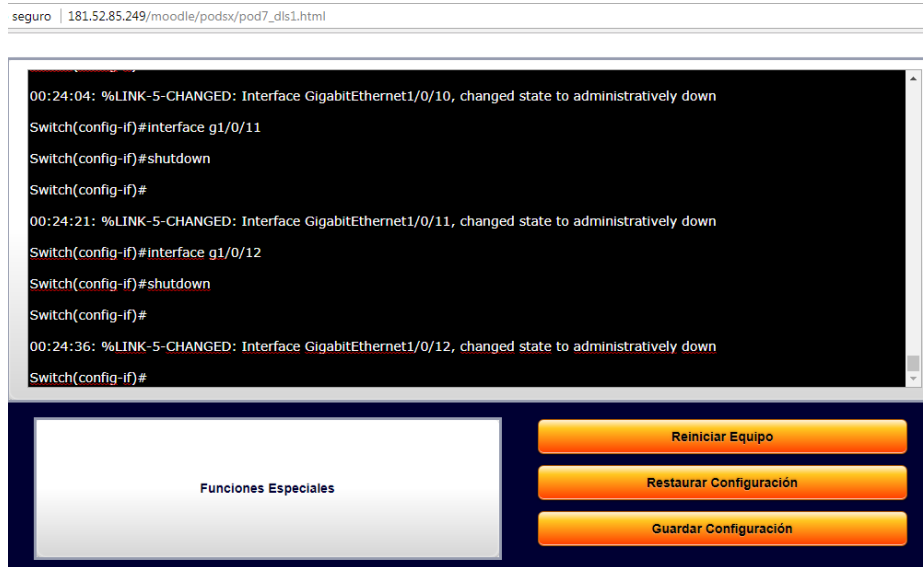 seguro | 181.52.85.249/moodle/podsx/pod7_dls1.html
00:24:04: %LINK-5-CHANGED: Interface GigabitEthernet1/0/10, changed state to administratively down
Switch(config-if)#interface g1/0/11
Switch(config-if)#shutdown
Switch(config-if)#
00:24:21: %LINK-5-CHANGED: Interface GigabitEthernet1/0/11, changed state to administratively down
Switch(config-if)#interface g1/0/12
Switch(config-if)#shutdown
Switch(config-if)#
00:24:36: %LINK-5-CHANGED: Interface GigabitEthernet1/0/12, changed state to administratively down
Switch(config-if)#
Funciones Especiales
Reiniciar Equipo
Restaurar Configuración
Guardar Configuración